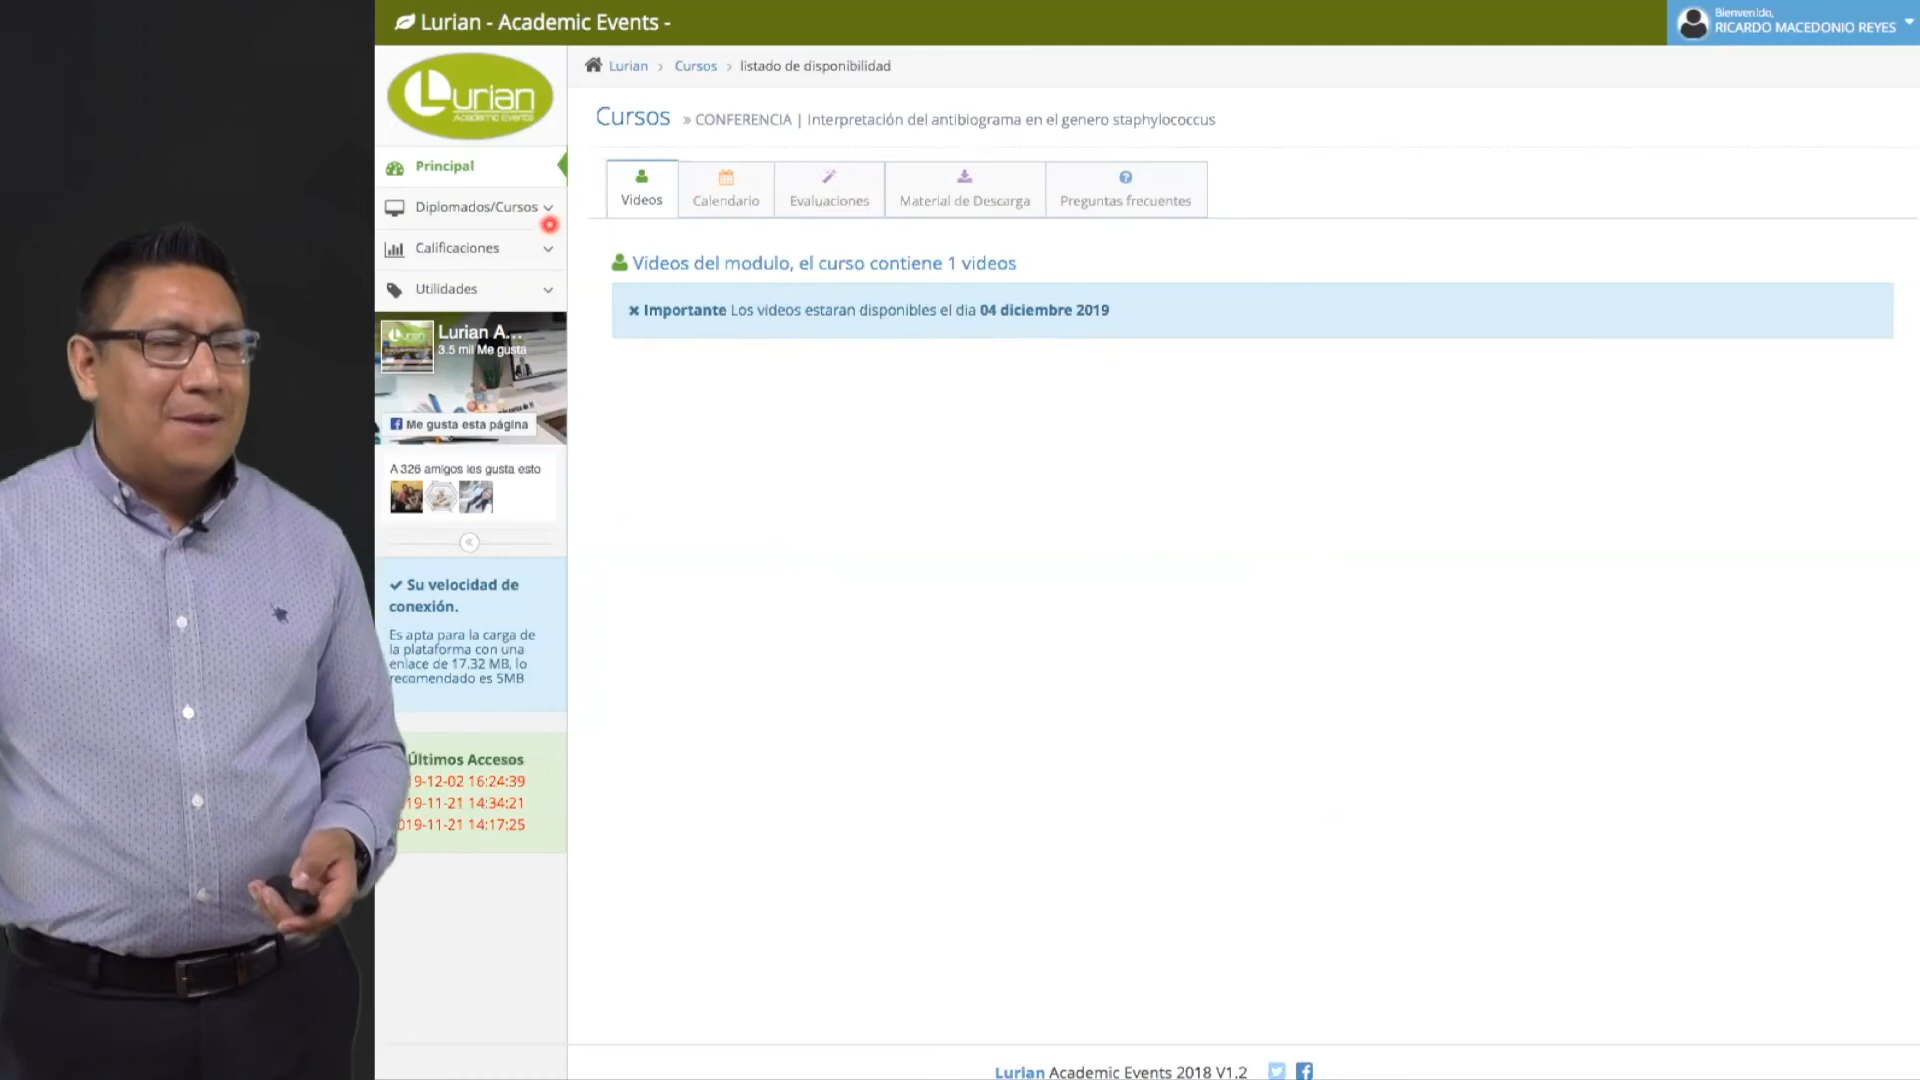 Lurian - Academic Events -
Bienvenido,
RICARDO MACEDONIO REYES
Lurian
Academic Events
Lurian > Cursos > listado de disponibilidad
Cursos » CONFERENCIA | Interpretación del antibiograma en el genero staphylococcus
Principal
Diplomados/Cursos
Calificaciones
Utilidades
Videos
Calendario
Evaluaciones
Material de Descarga
Preguntas frecuentes
Videos del modulo, el curso contiene 1 videos
Importante Los videos estaran disponibles el dia 04 diciembre 2019
Lurian A...
3.5 mil Me gusta
Me gusta esta página
A 326 amigos les gusta esto
Su velocidad de
conexión.
Es apta para la carga de
la plataforma con una
enlace de 17.32 MB, lo
recomendado es 5MB
Últimos Accesos
19-12-02 16:24:39
019-11-21 14:34:21
019-11-21 14:17:25
Lurian Academic Events 2018 V1.2